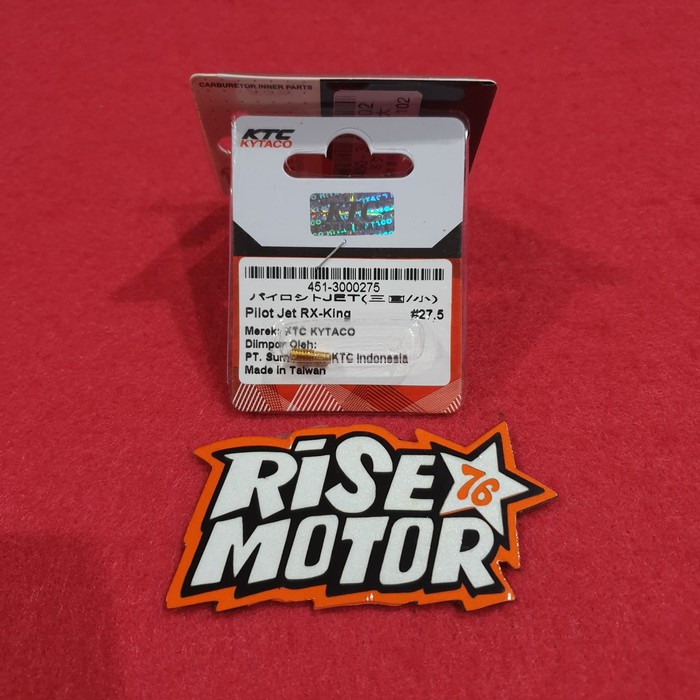 CARBURETOR INNER PARTS
KTC
KYTACO
KTC
451-3000275
パイロットJET(三国/小)
Pilot Jet RX-King #27.5
Merek: KTC KYTACO
Diimpor Oleh:
PT. Sum KTC Indonesia
Made in Taiwan
RiSE 76
MOTOR